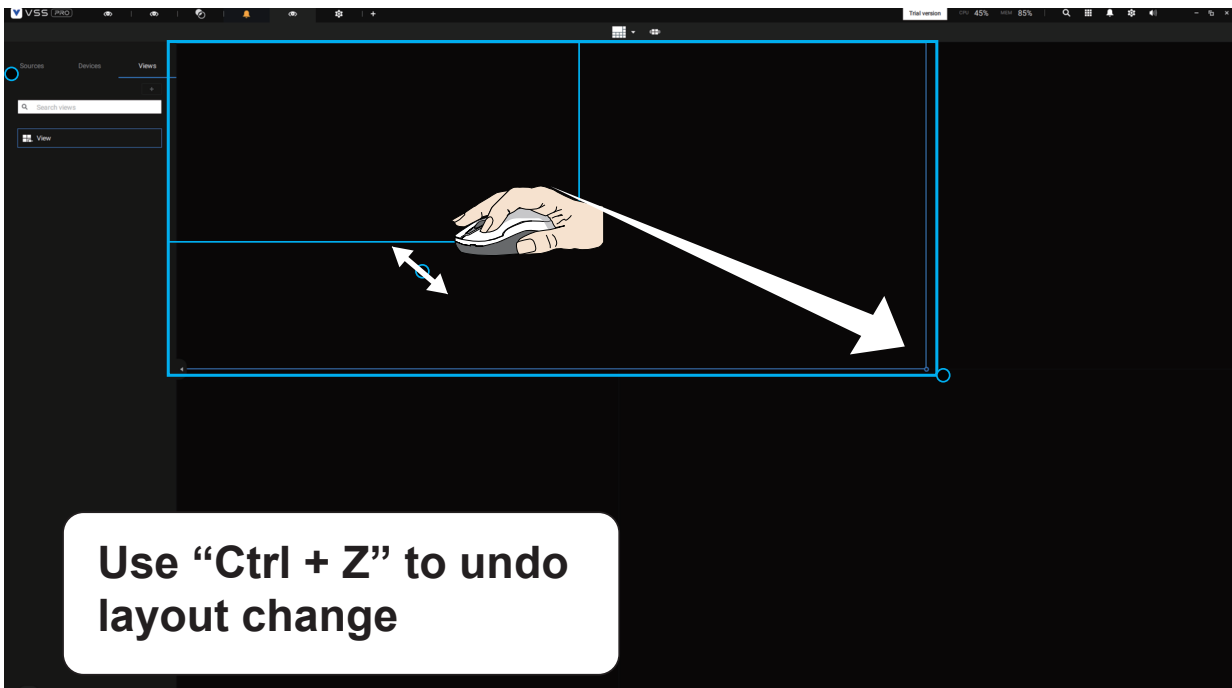 VSS PRO
Trial version
CPU 45% MEM 85%
Sources Devices Views
Search views
View
Use “Ctrl + Z” to undo
layout change